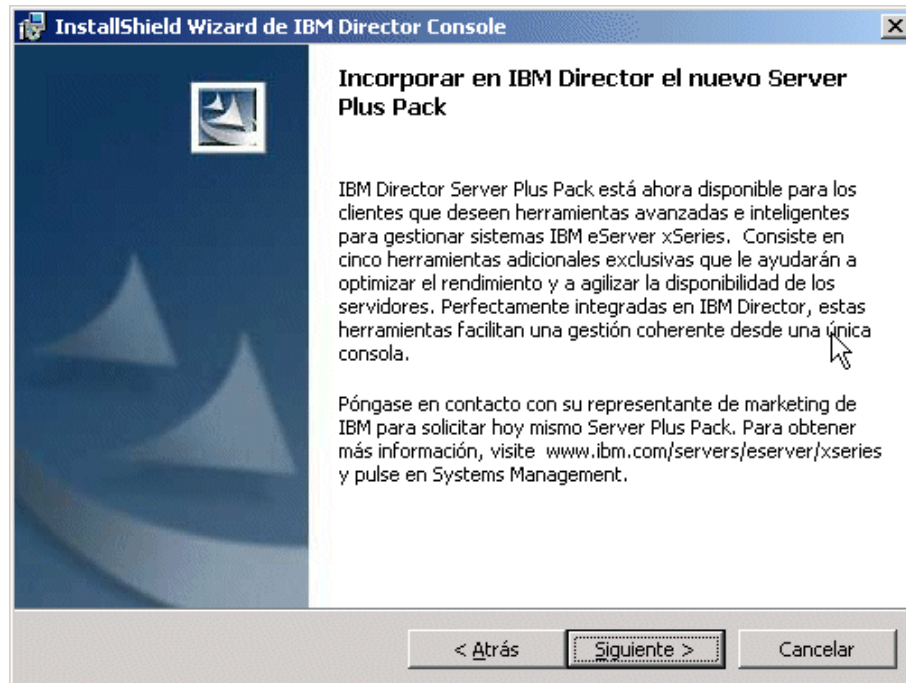 InstallShield Wizard de IBM Director Console
Incorporar en IBM Director el nuevo Server
Plus Pack
IBM Director Server Plus Pack está ahora disponible para los
clientes que deseen herramientas avanzadas e inteligentes
para gestionar sistemas IBM eServer xSeries.  Consiste en
cinco herramientas adicionales exclusivas que le ayudarán a
optimizar el rendimiento y a agilizar la disponibilidad de los
servidores. Perfectamente integradas en IBM Director, estas
herramientas facilitan una gestión coherente desde una única
consola.
Póngase en contacto con su representante de marketing de
IBM para solicitar hoy mismo Server Plus Pack. Para obtener
más información, visite  www.ibm.com/servers/eserver/xseries
y pulse en Systems Management.
< Atrás
Siguiente >
Cancelar